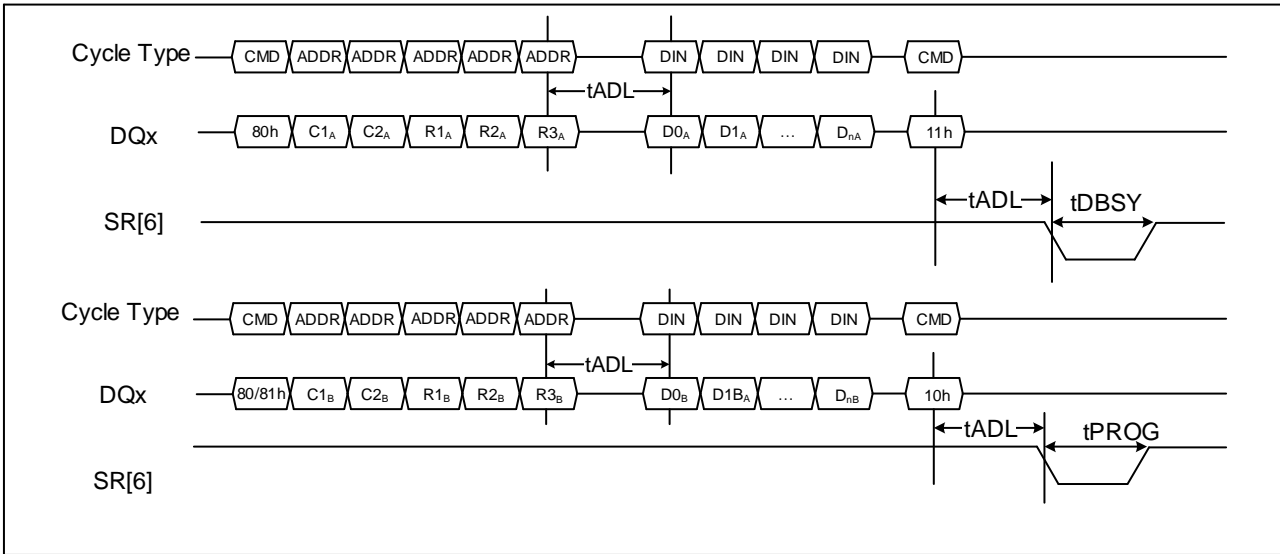 Cycle Type CMD ADDR ADDR ADDR ADDR ADDR DIN DIN DIN DIN CMD
tADL
DQx 80h C1A C2A R1A R2A R3A D0A D1A ... DnA 11h
tADL tDBSY
SR[6]
Cycle Type CMD ADDR ADDR ADDR ADDR ADDR DIN DIN DIN DIN CMD
tADL
DQx 80/81h C1B C2B R1B R2B R3B D0B D1BA ... DnB 10h
tADL tPROG
SR[6]